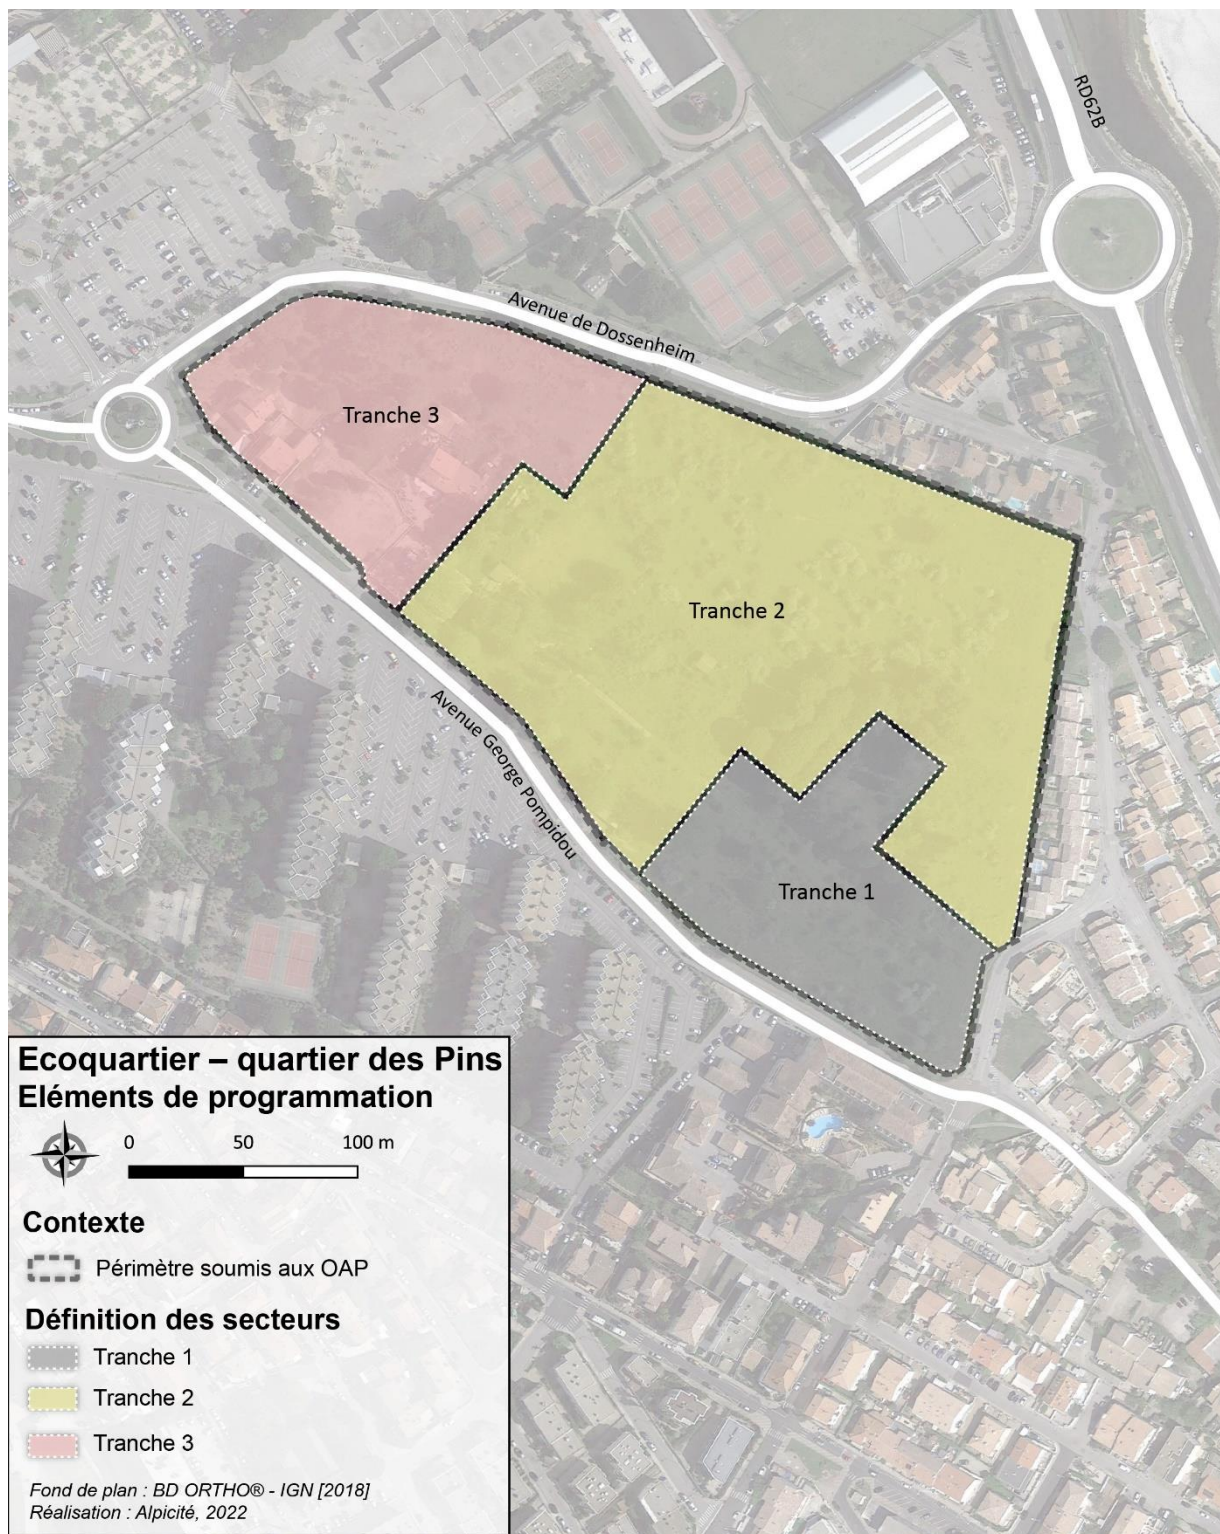 RD62B
Avenue de Dossenheim
Tranche 3
Tranche 2
Avenue George Pompidou
Tranche 1
Ecoquartier – quartier des Pins
Eléments de programmation
0 50 100 m
Contexte
Périmètre soumis aux OAP
Définition des secteurs
Tranche 1
Tranche 2
Tranche 3
Fond de plan : BD ORTHO® - IGN [2018]
Réalisation : Alpicité, 2022